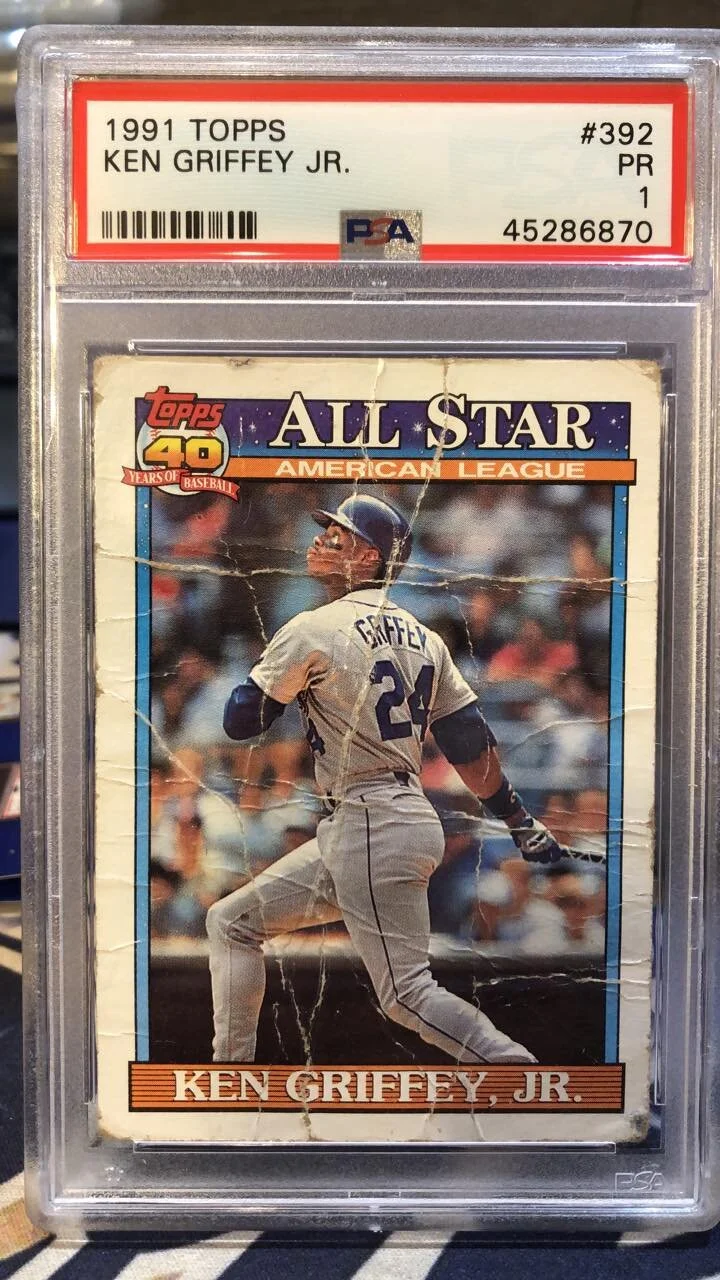 1991 TOPPS #392
KEN GRIFFEY JR. PR
1
PSA 45286870
Topps
40
YEARS OF BASEBALL
ALL STAR
AMERICAN LEAGUE
GRIFFEY
24
KEN GRIFFEY, JR.
PSA